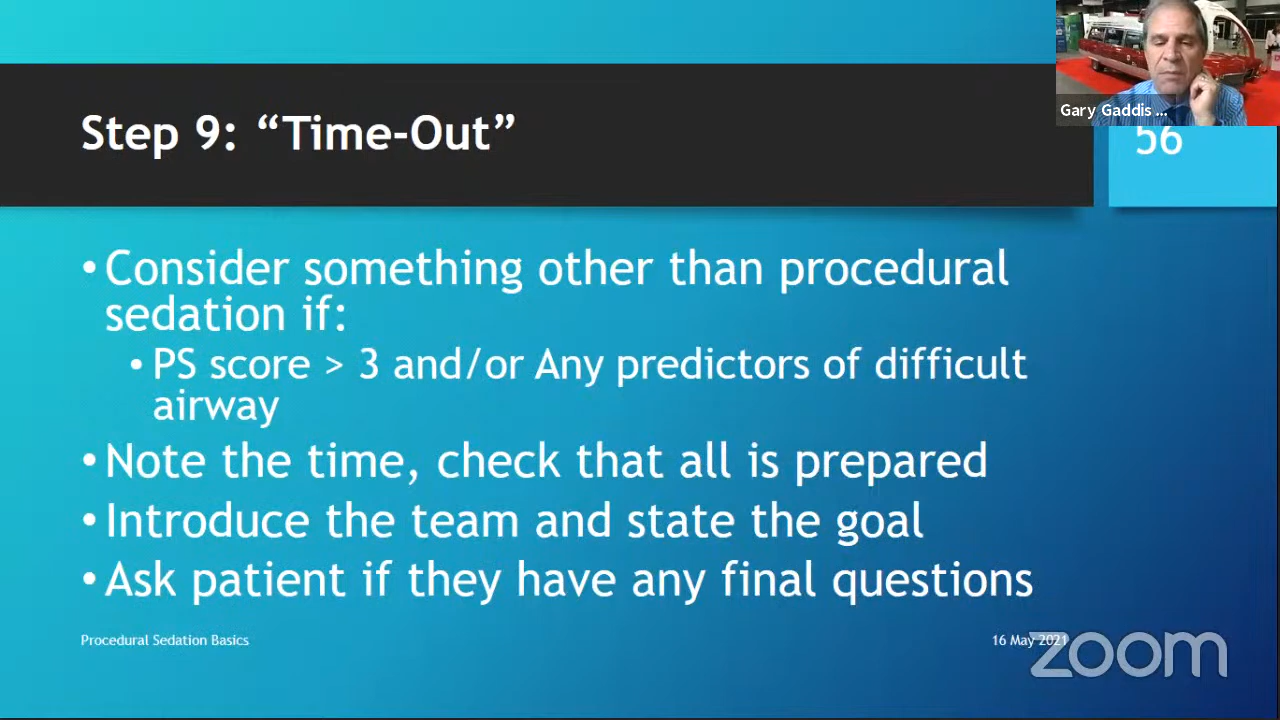 Gary Gaddis ...
Step 9: “Time-Out”
56
• Consider something other than procedural
sedation if:
• PS score > 3 and/or Any predictors of difficult
airway
• Note the time, check that all is prepared
• Introduce the team and state the goal
• Ask patient if they have any final questions
Procedural Sedation Basics
16 May 2021
zoom